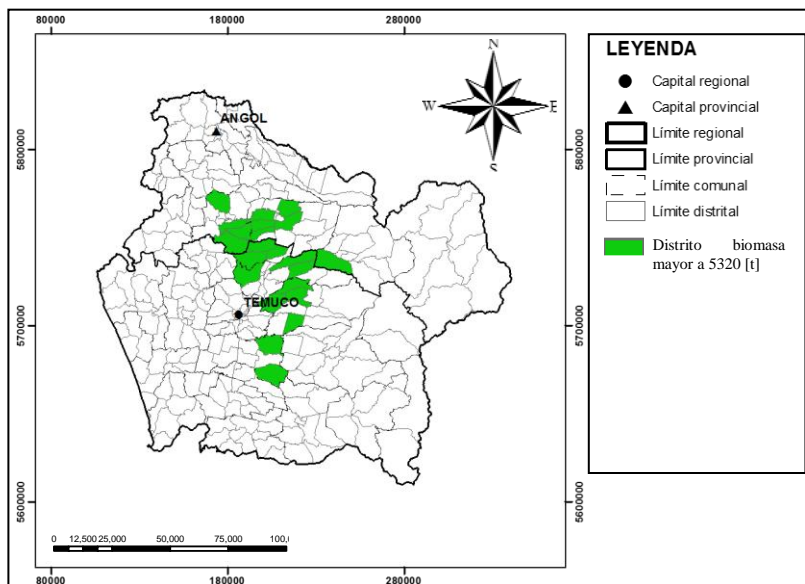 80000 180000 280000
LEYENDA
Capital regional
Capital provincial
Límite regional
Límite provincial
Límite comunal
Límite distrital
Distrito biomasa
mayor a 5320 [t]
N
W E
S
ANGOL
TEMUCO
5800000
5700000
5600000
5800000
5700000
5600000
0 12,500 25,000 50,000 75,000 100,0
80000 180000 280000